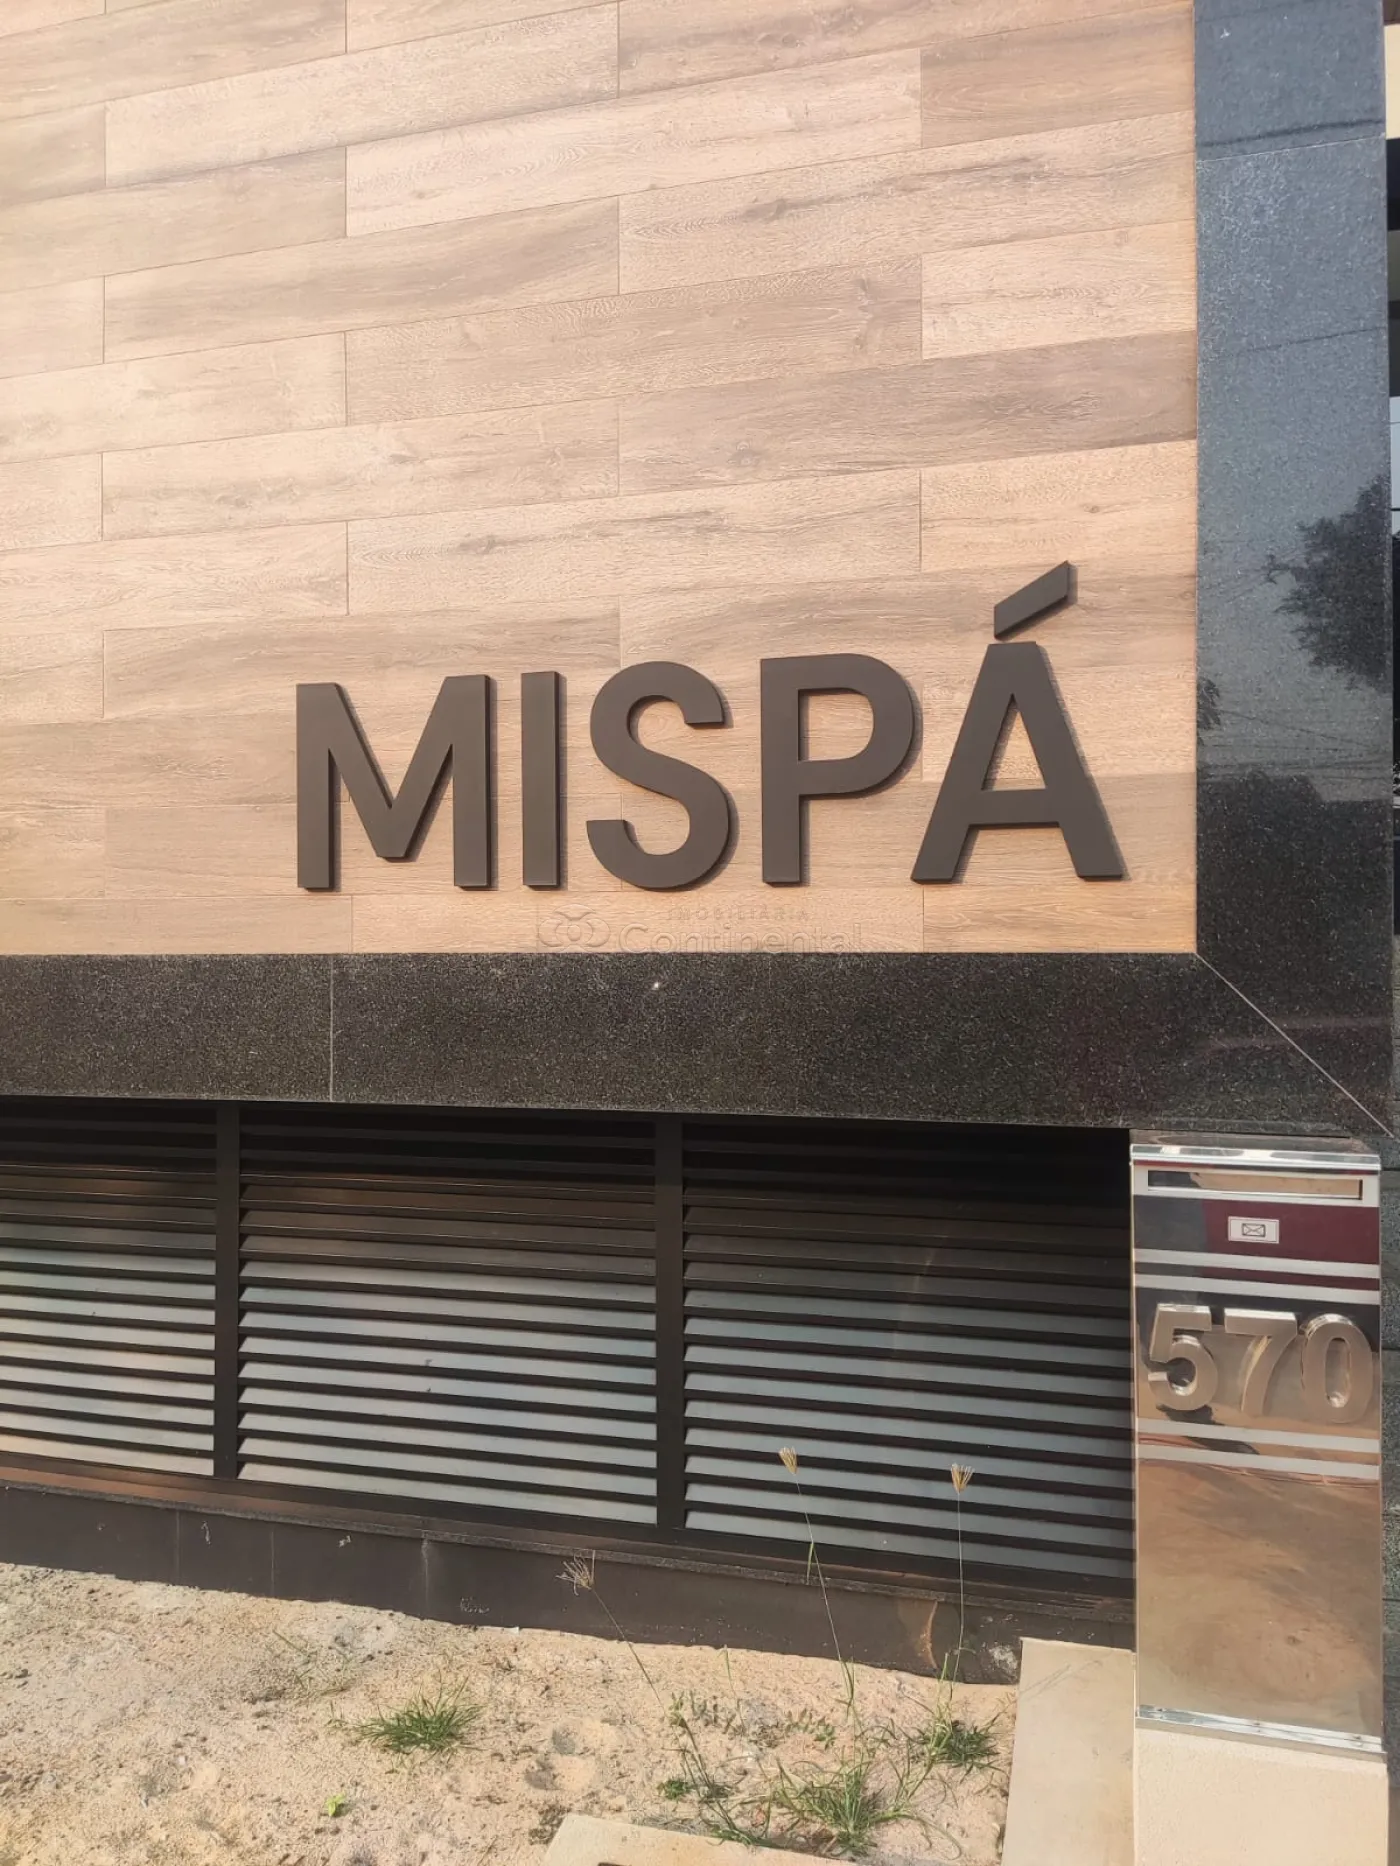 MISPÁ
IMOBILIÁRIA
Continental
570